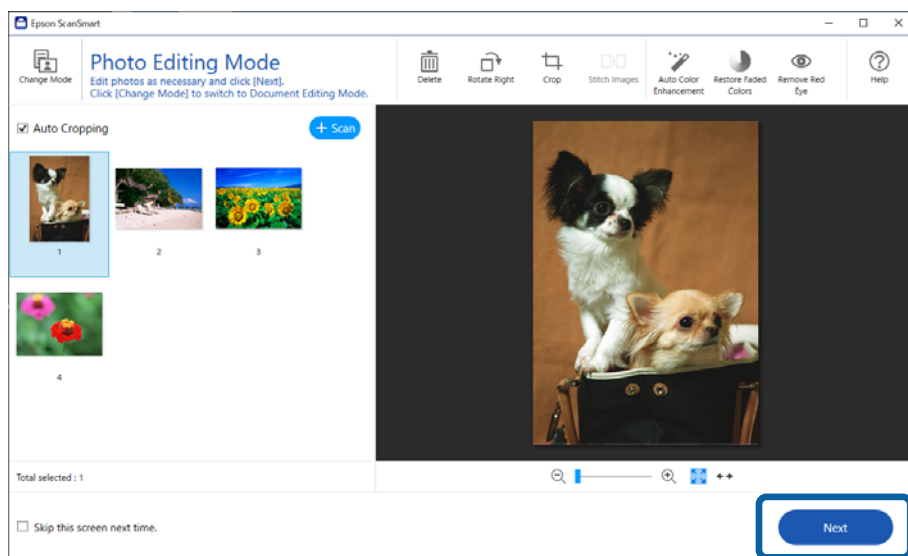 Epson ScanSmart
Change Mode
Photo Editing Mode
Edit photos as necessary and click [Next].
Click [Change Mode] to switch to Document Editing Mode.
Delete
Rotate Right
Crop
Stitch Images
Auto Color
Enhancement
Restore Faded
Colors
Remove Red
Eye
Help
Auto Cropping
+ Scan
1
2
3
4
Total selected : 1
Skip this screen next time.
Next